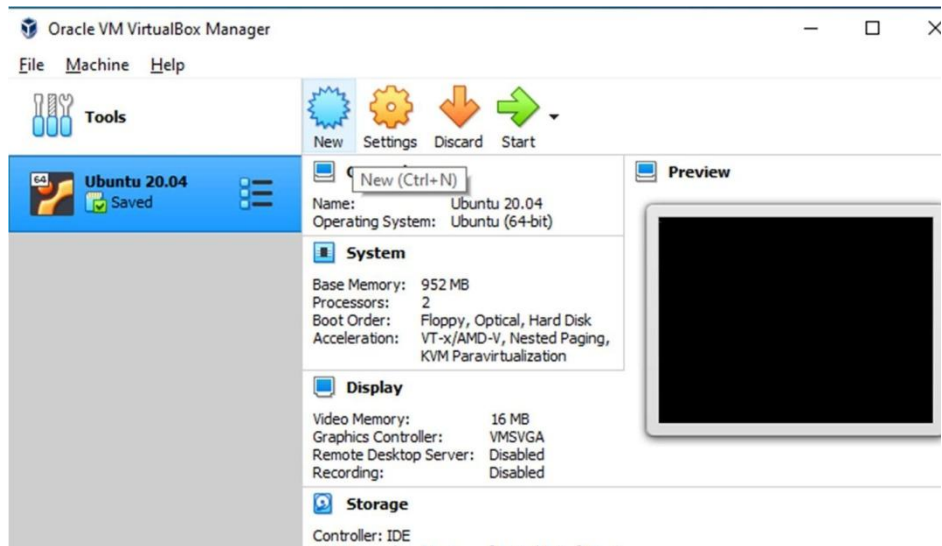 Oracle VM VirtualBox Manager
File Machine Help
Tools
New Settings Discard Start
64
Ubuntu 20.04
Saved
New (Ctrl+N)
Name: Ubuntu 20.04
Operating System: Ubuntu (64-bit)
Preview
System
Base Memory: 952 MB
Processors: 2
Boot Order: Floppy, Optical, Hard Disk
Acceleration: VT-x/AMD-V, Nested Paging,
KVM Paravirtualization
Display
Video Memory: 16 MB
Graphics Controller: VMSVGA
Remote Desktop Server: Disabled
Recording: Disabled
Storage
Controller: IDE